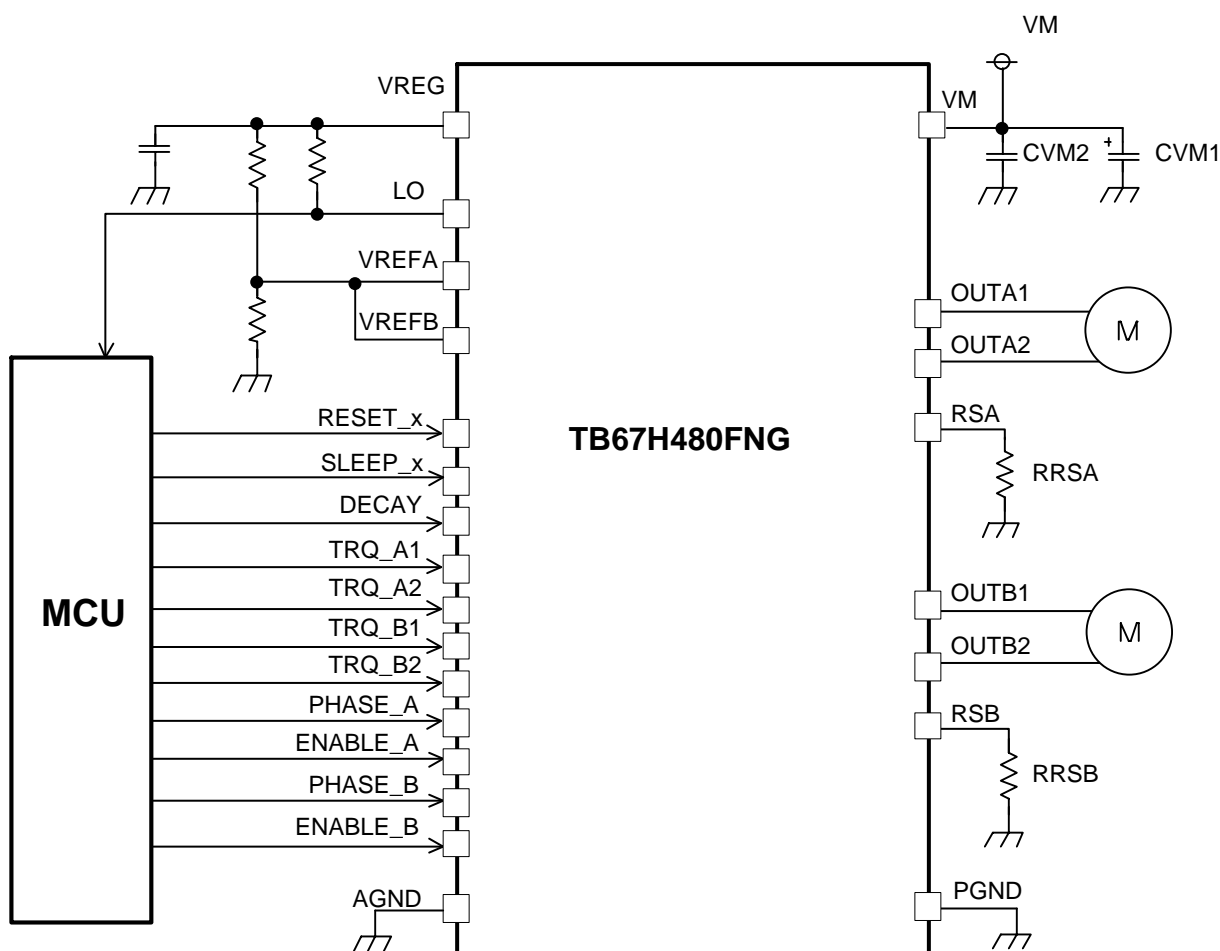 VM
VREG
VM
CVM2
+
CVM1
LO
VREFA
VREFB
OUTA1
M
OUTA2
RESET_x
RSA
TB67H480FNG
SLEEP_x
RRSA
DECAY
TRQ_A1
TRQ_A2
MCU
OUTB1
TRQ_B1
M
OUTB2
TRQ_B2
PHASE_A
RSB
ENABLE_A
RRSB
PHASE_B
ENABLE_B
AGND
PGND